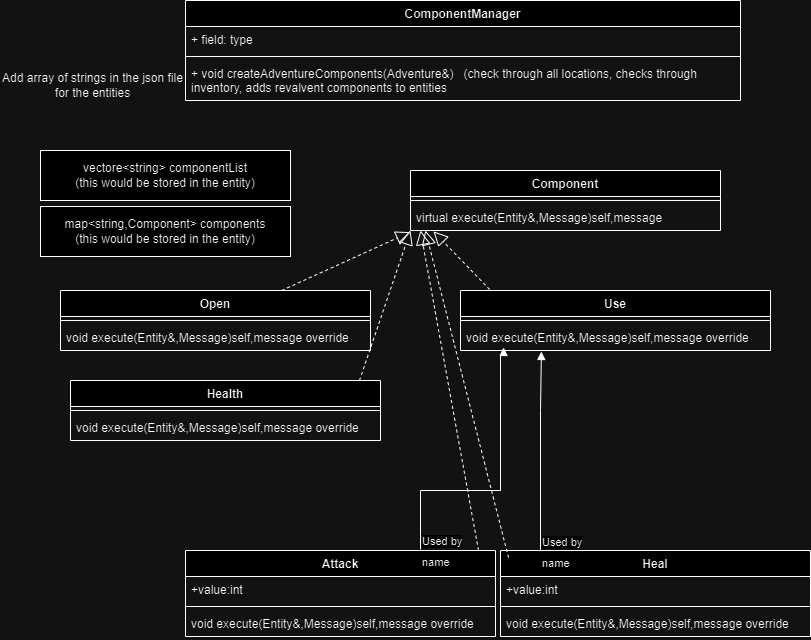 ComponentManager
+ field: type
+ void createAdventureComponents(Adventure&) (check through all locations, checks through
inventory, adds revalvent components to entities
Add array of strings in the json file
for the entities
vectore<string> componentList
(this would be stored in the entity)
map<string,Component> components
(this would be stored in the entity)
Component
virtual execute(Entity&,Message)self,message
Open
void execute(Entity&,Message)self,message override
Use
void execute(Entity&,Message)self,message override
Health
void execute(Entity&,Message)self,message override
Used by
name
Used by
name
Attack
+value:int
void execute(Entity&,Message)self,message override
Heal
+value:int
void execute(Entity&,Message)self,message override